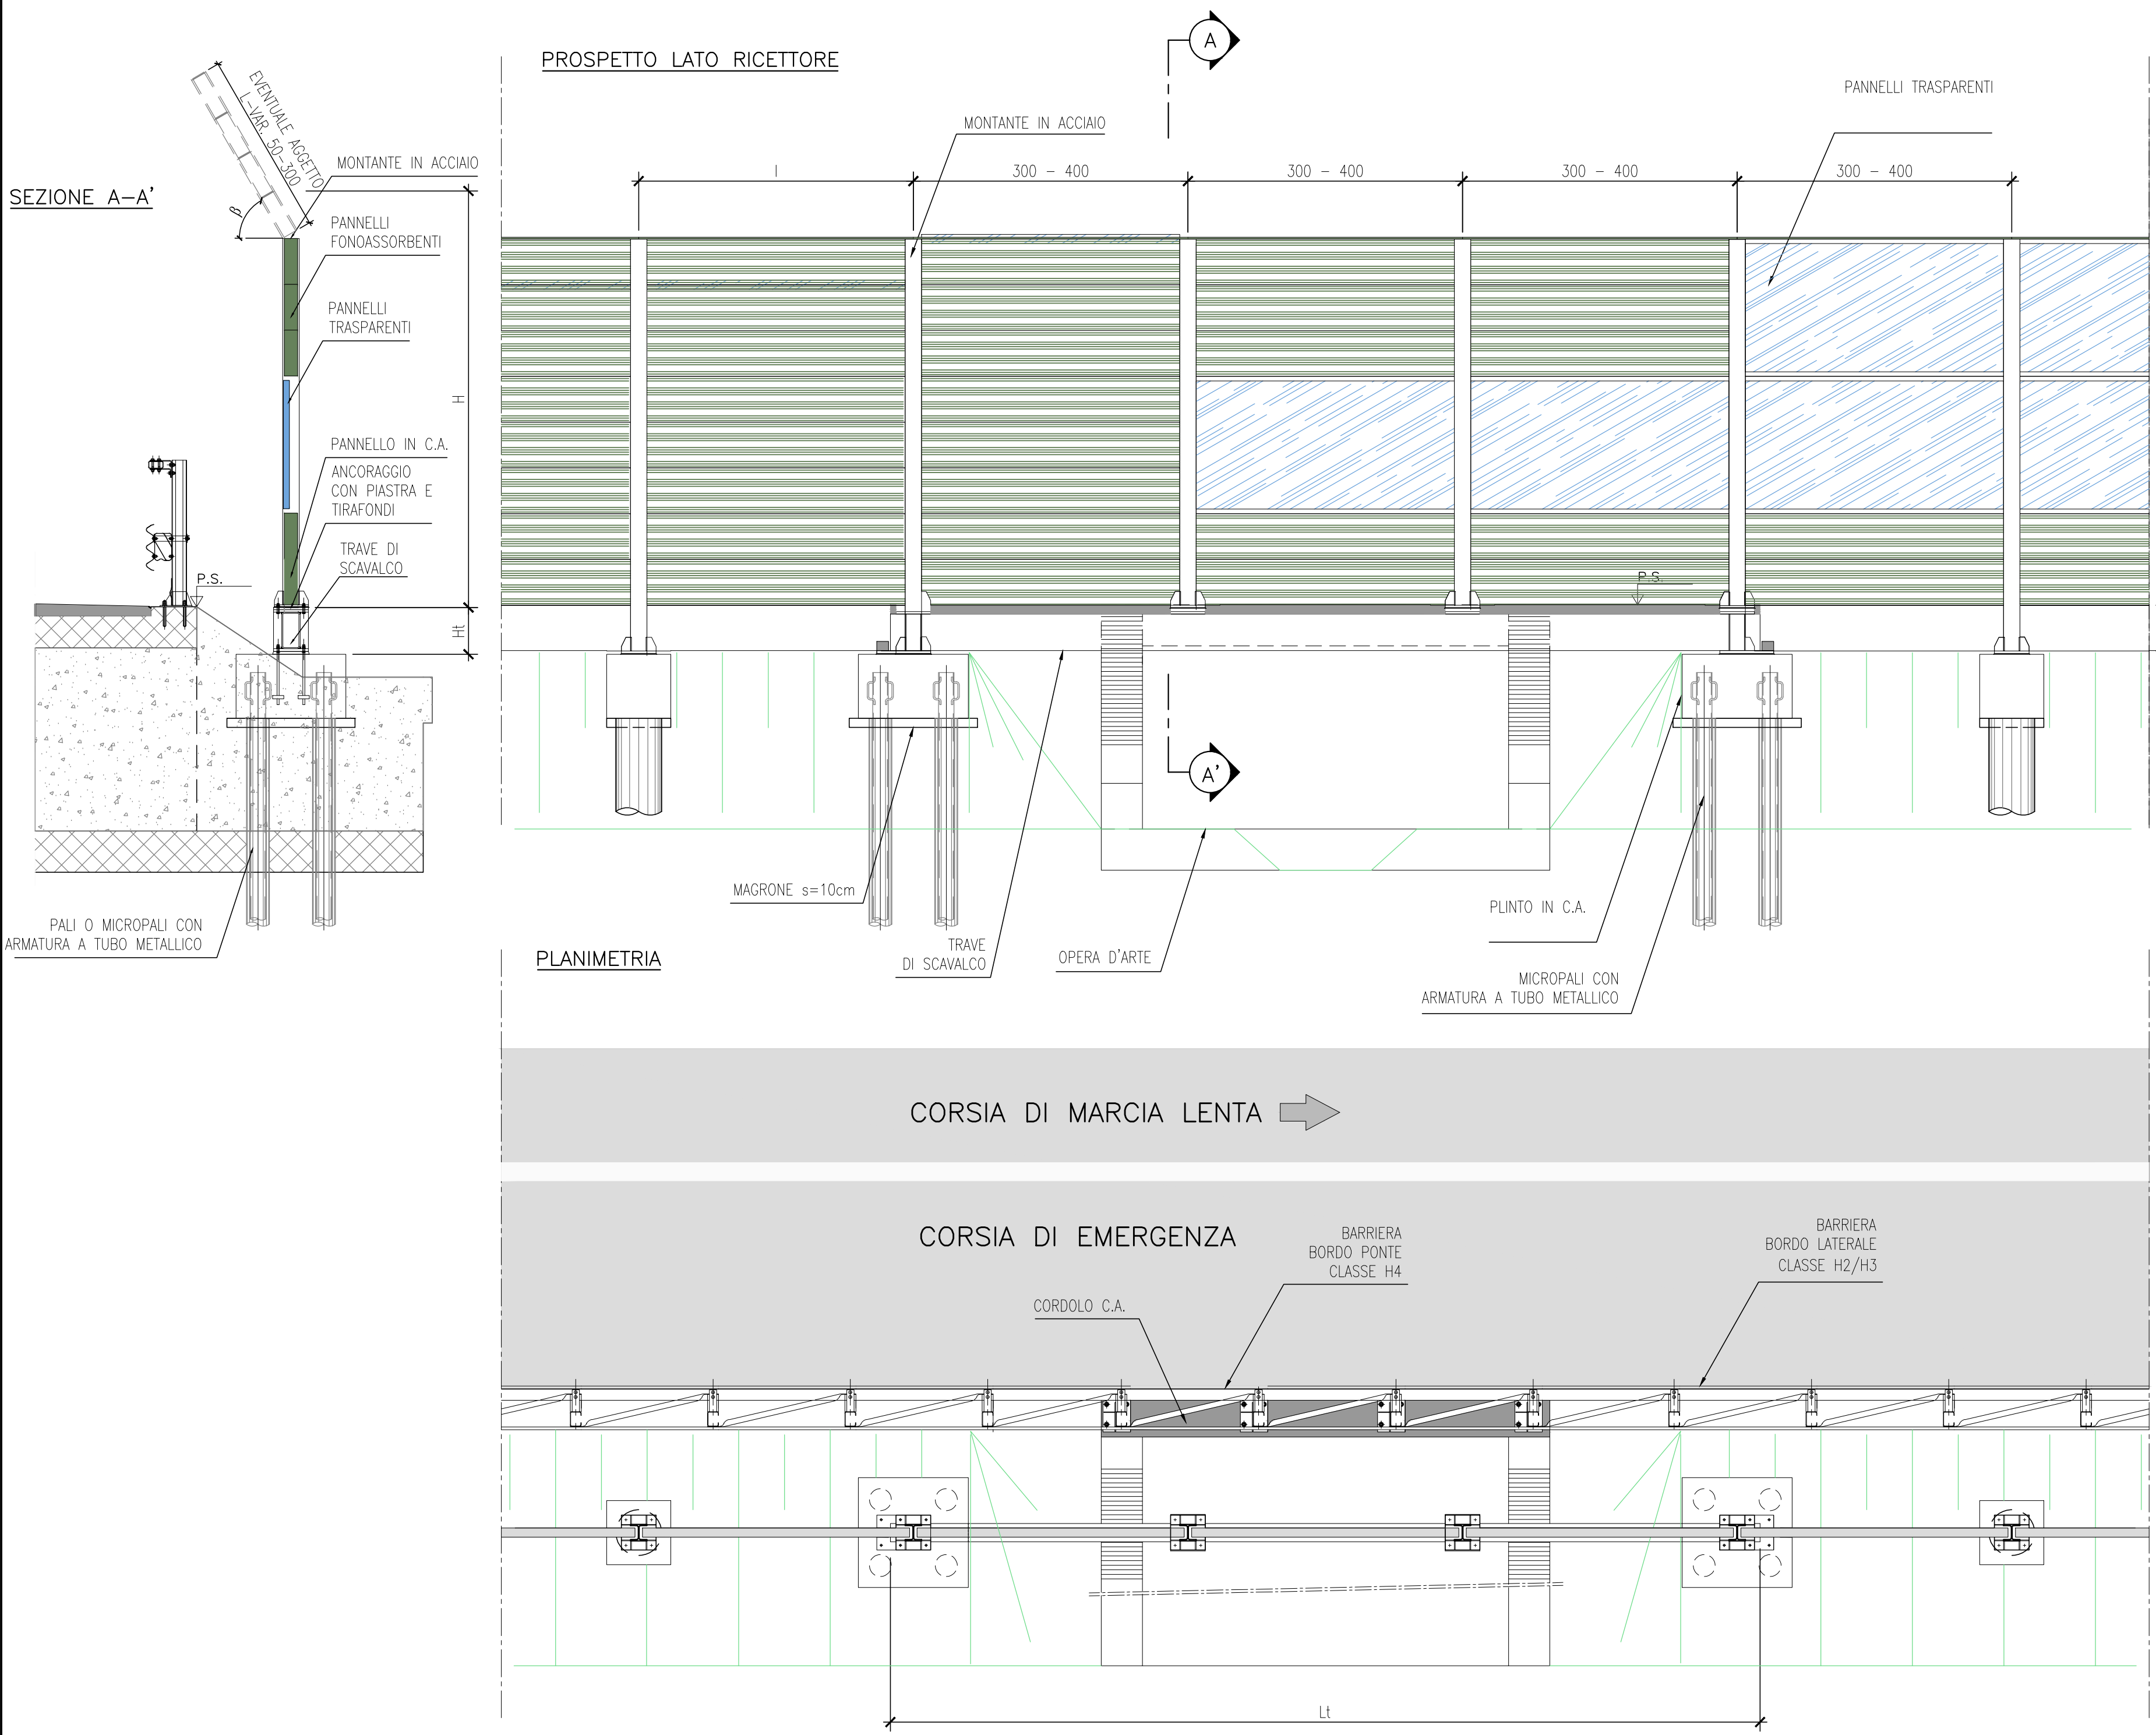 PROSPETTO LATO RICETTORE
A
PANNELLI TRASPARENTI
MONTANTE IN ACCIAIO
l
300 - 400
300 - 400
300 - 400
300 - 400
SEZIONE A-A'
EVENTUALE AGGETTO
L-VAR. 50-300
β
MONTANTE IN ACCIAIO
PANNELLI
FONOASSORBENTI
PANNELLI
TRASPARENTI
H
PANNELLO IN C.A.
ANCORAGGIO
CON PIASTRA E
TIRAFONDI
TRAVE DI
SCAVALCO
P.S.
Ht
PALI O MICROPALI CON
ARMATURA A TUBO METALLICO
P.S.
A'
MAGRONE s=10cm
TRAVE
DI SCAVALCO
OPERA D'ARTE
PLINTO IN C.A.
MICROPALI CON
ARMATURA A TUBO METALLICO
PLANIMETRIA
CORSIA DI MARCIA LENTA
CORSIA DI EMERGENZA
BARRIERA
BORDO PONTE
CLASSE H4
BARRIERA
BORDO LATERALE
CLASSE H2/H3
CORDOLO C.A.
Lt